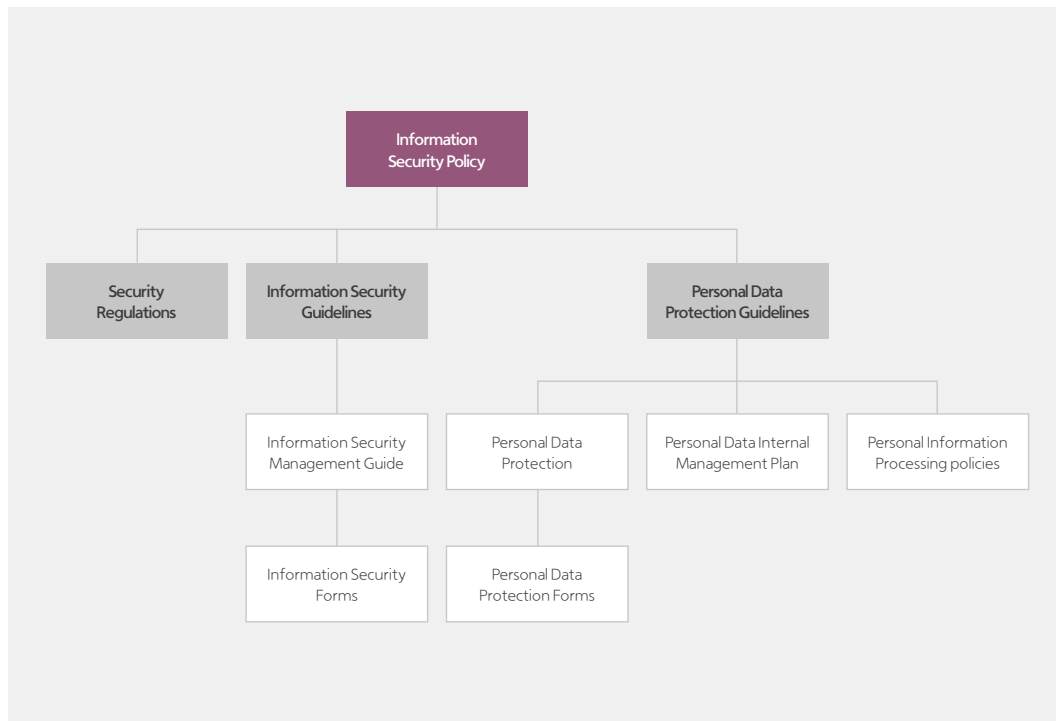 Information
Security Policy
Security
Regulations
Information Security
Guidelines
Personal Data
Protection Guidelines
Information Security
Management Guide
Personal Data
Protection
Personal Data Internal
Management Plan
Personal Information
Processing policies
Information Security
Forms
Personal Data
Protection Forms